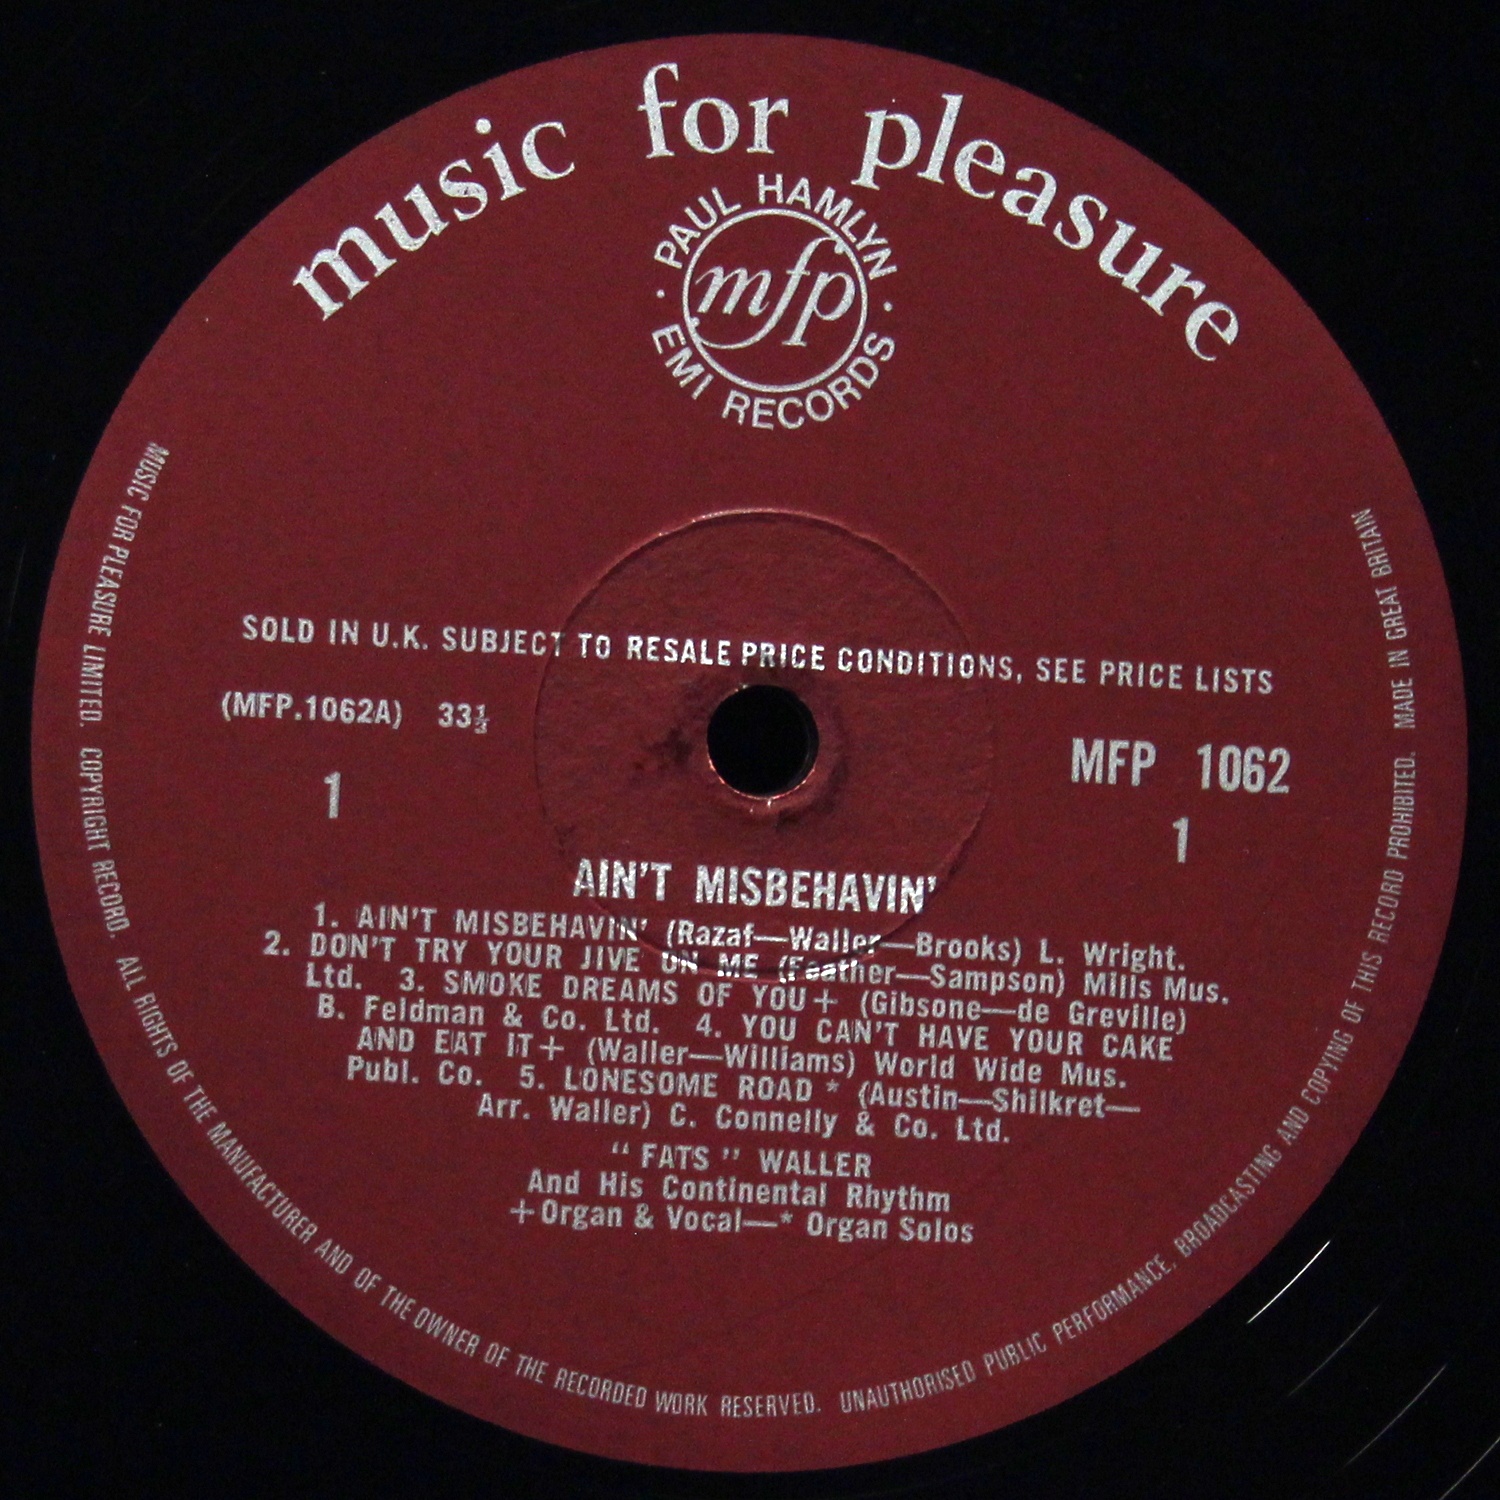 music for pleasure
PAUL HAMLYN
mfp
EMI RECORDS
SOLD IN U.K. SUBJECT TO RESALE PRICE CONDITIONS, SEE PRICE LISTS
(MFP.1062A) 33⅓
MFP 1062
1
1
AIN'T MISBEHAVIN'
1. AIN'T MISBEHAVIN' (Razaf—Waller—Brooks) L. Wright.
2. DON'T TRY YOUR JIVE ON ME (Feather—Sampson) Mills Mus.
Ltd. 3. SMOKE DREAMS OF YOU+ (Gibsone—de Greville)
B. Feldman & Co. Ltd. 4. YOU CAN'T HAVE YOUR CAKE
AND EAT IT+ (Waller—Williams) World Wide Mus.
Publ. Co. 5. LONESOME ROAD * (Austin—Shilkret—
Arr. Waller) C. Connelly & Co. Ltd.
" FATS " WALLER
And His Continental Rhythm
+Organ & Vocal—* Organ Solos
MUSIC FOR PLEASURE LIMITED. COPYRIGHT RECORD. ALL RIGHTS OF THE MANUFACTURER AND OF THE OWNER OF THE RECORDED WORK RESERVED. UNAUTHORISED PUBLIC PERFORMANCE, BROADCASTING AND COPYING OF THIS RECORD PROHIBITED. MADE IN GREAT BRITAIN